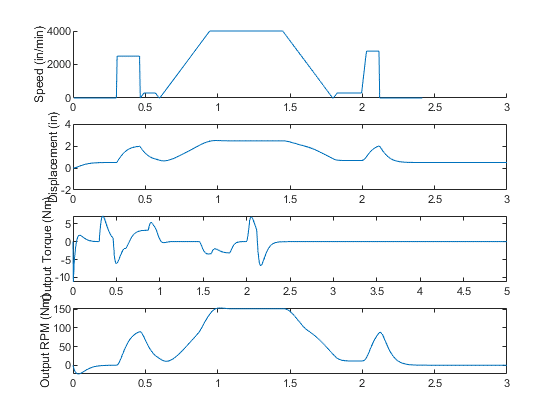 Speed (in/min)
4000
2000
0
0 0.5 1 1.5 2 2.5 3
Displacement (in)
4
2
0
-2
0 0.5 1 1.5 2 2.5 3
Output Torque (Nm)
5
0
-5
-10
0 0.5 1 1.5 2 2.5 3 3.5 4 4.5 5
Output RPM (Nm)
150
100
50
0
0 0.5 1 1.5 2 2.5 3